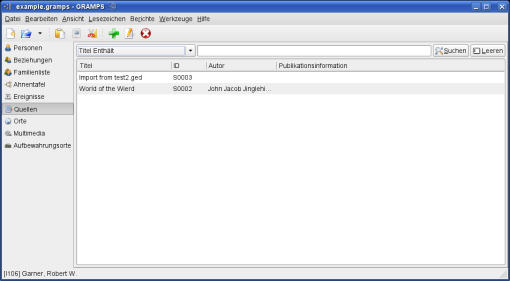 example.gramps - GRAMPS
Datei Bearbeiten Ansicht Lesezeichen Berichte Werkzeuge Hilfe
Personen
Beziehungen
Familienliste
Ahnentafel
Ereignisse
Quellen
Orte
Multimedia
Aufbewahrungsorte
Titel Enthält Suchen Leeren
Titel ID Autor Publikationsinformation
Import from test2.ged S0003
World of the Wierd S0002 John Jacob Jinglehi...
[I106] Garner, Robert W